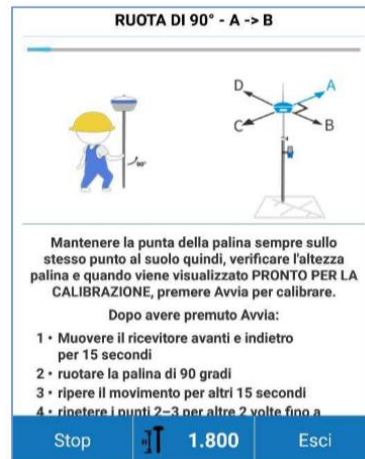 RUOTA DI 90° - A -> B
D
A
C
B
90°
Mantenere la punta della palina sempre sullo
stesso punto al suolo quindi, verificare l'altezza
palina e quando viene visualizzato PRONTO PER LA
CALIBRAZIONE, premere Avvia per calibrare.
Dopo avere premuto Avvia:
1 • Muovere il ricevitore avanti e indietro
per 15 secondi
2 • ruotare la palina di 90 gradi
3 • ripere il movimento per altri 15 secondi
4 • ripetere i punti 2–3 per altre 2 volte fino a
Stop
H
1.800
Esci